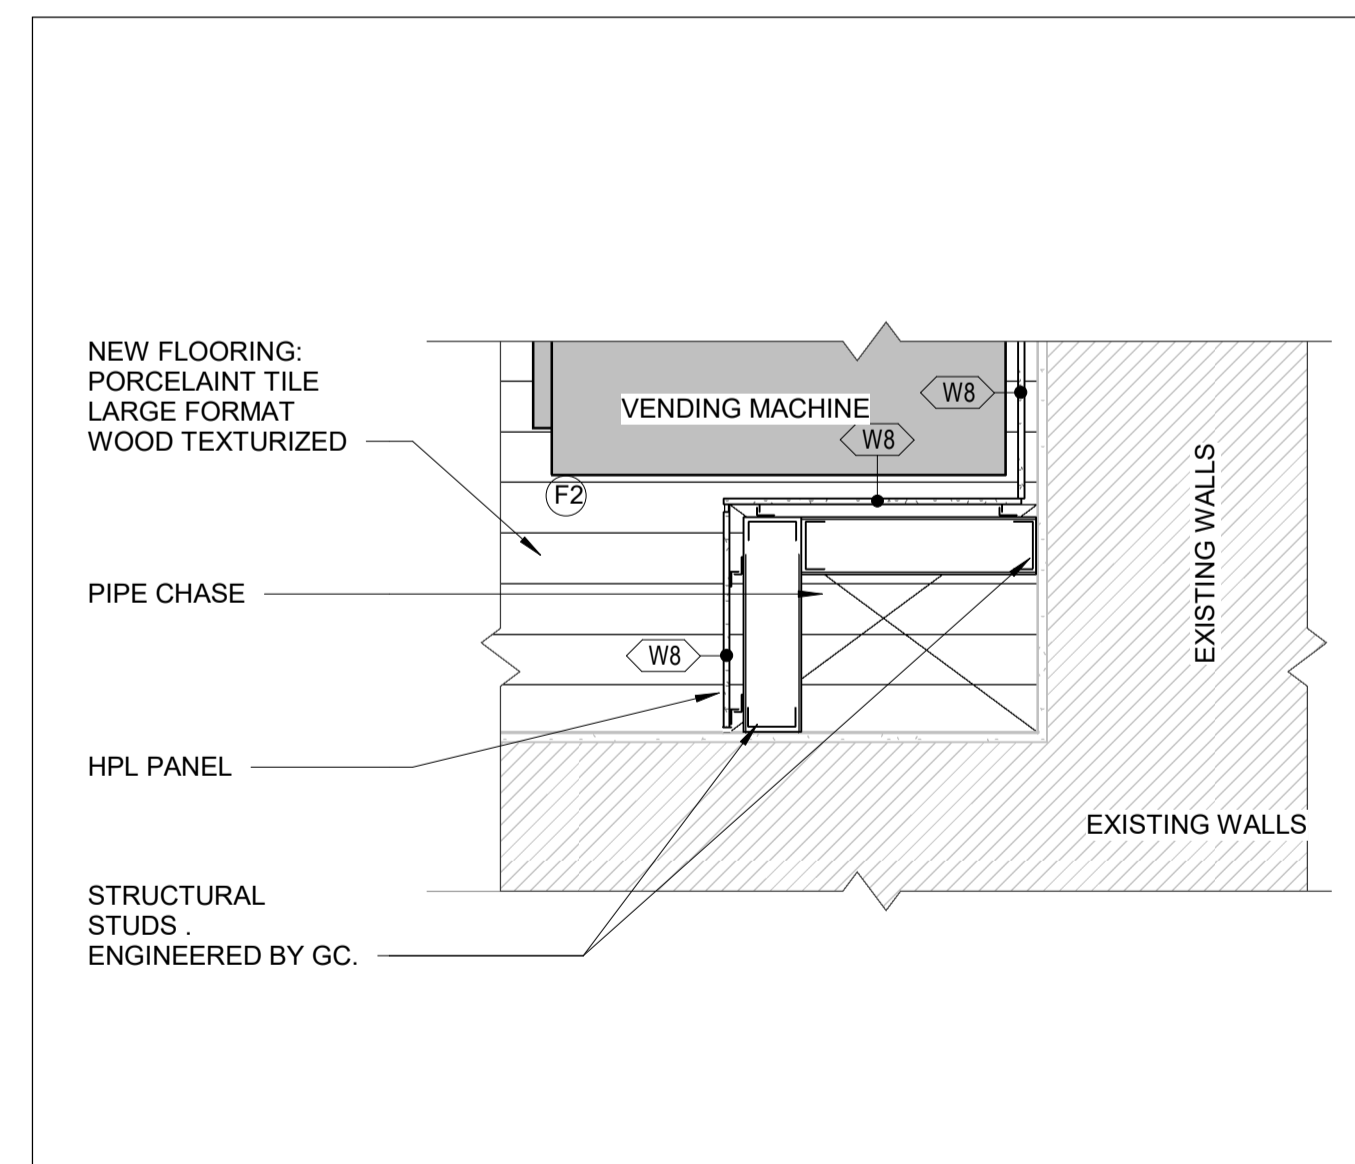 NEW FLOORING:
PORCELAINT TILE
LARGE FORMAT
WOOD TEXTURIZED
VENDING MACHINE
W8
W8
F2
EXISTING WALLS
PIPE CHASE
W8
HPL PANEL
EXISTING WALLS
STRUCTURAL
STUDS .
ENGINEERED BY GC.